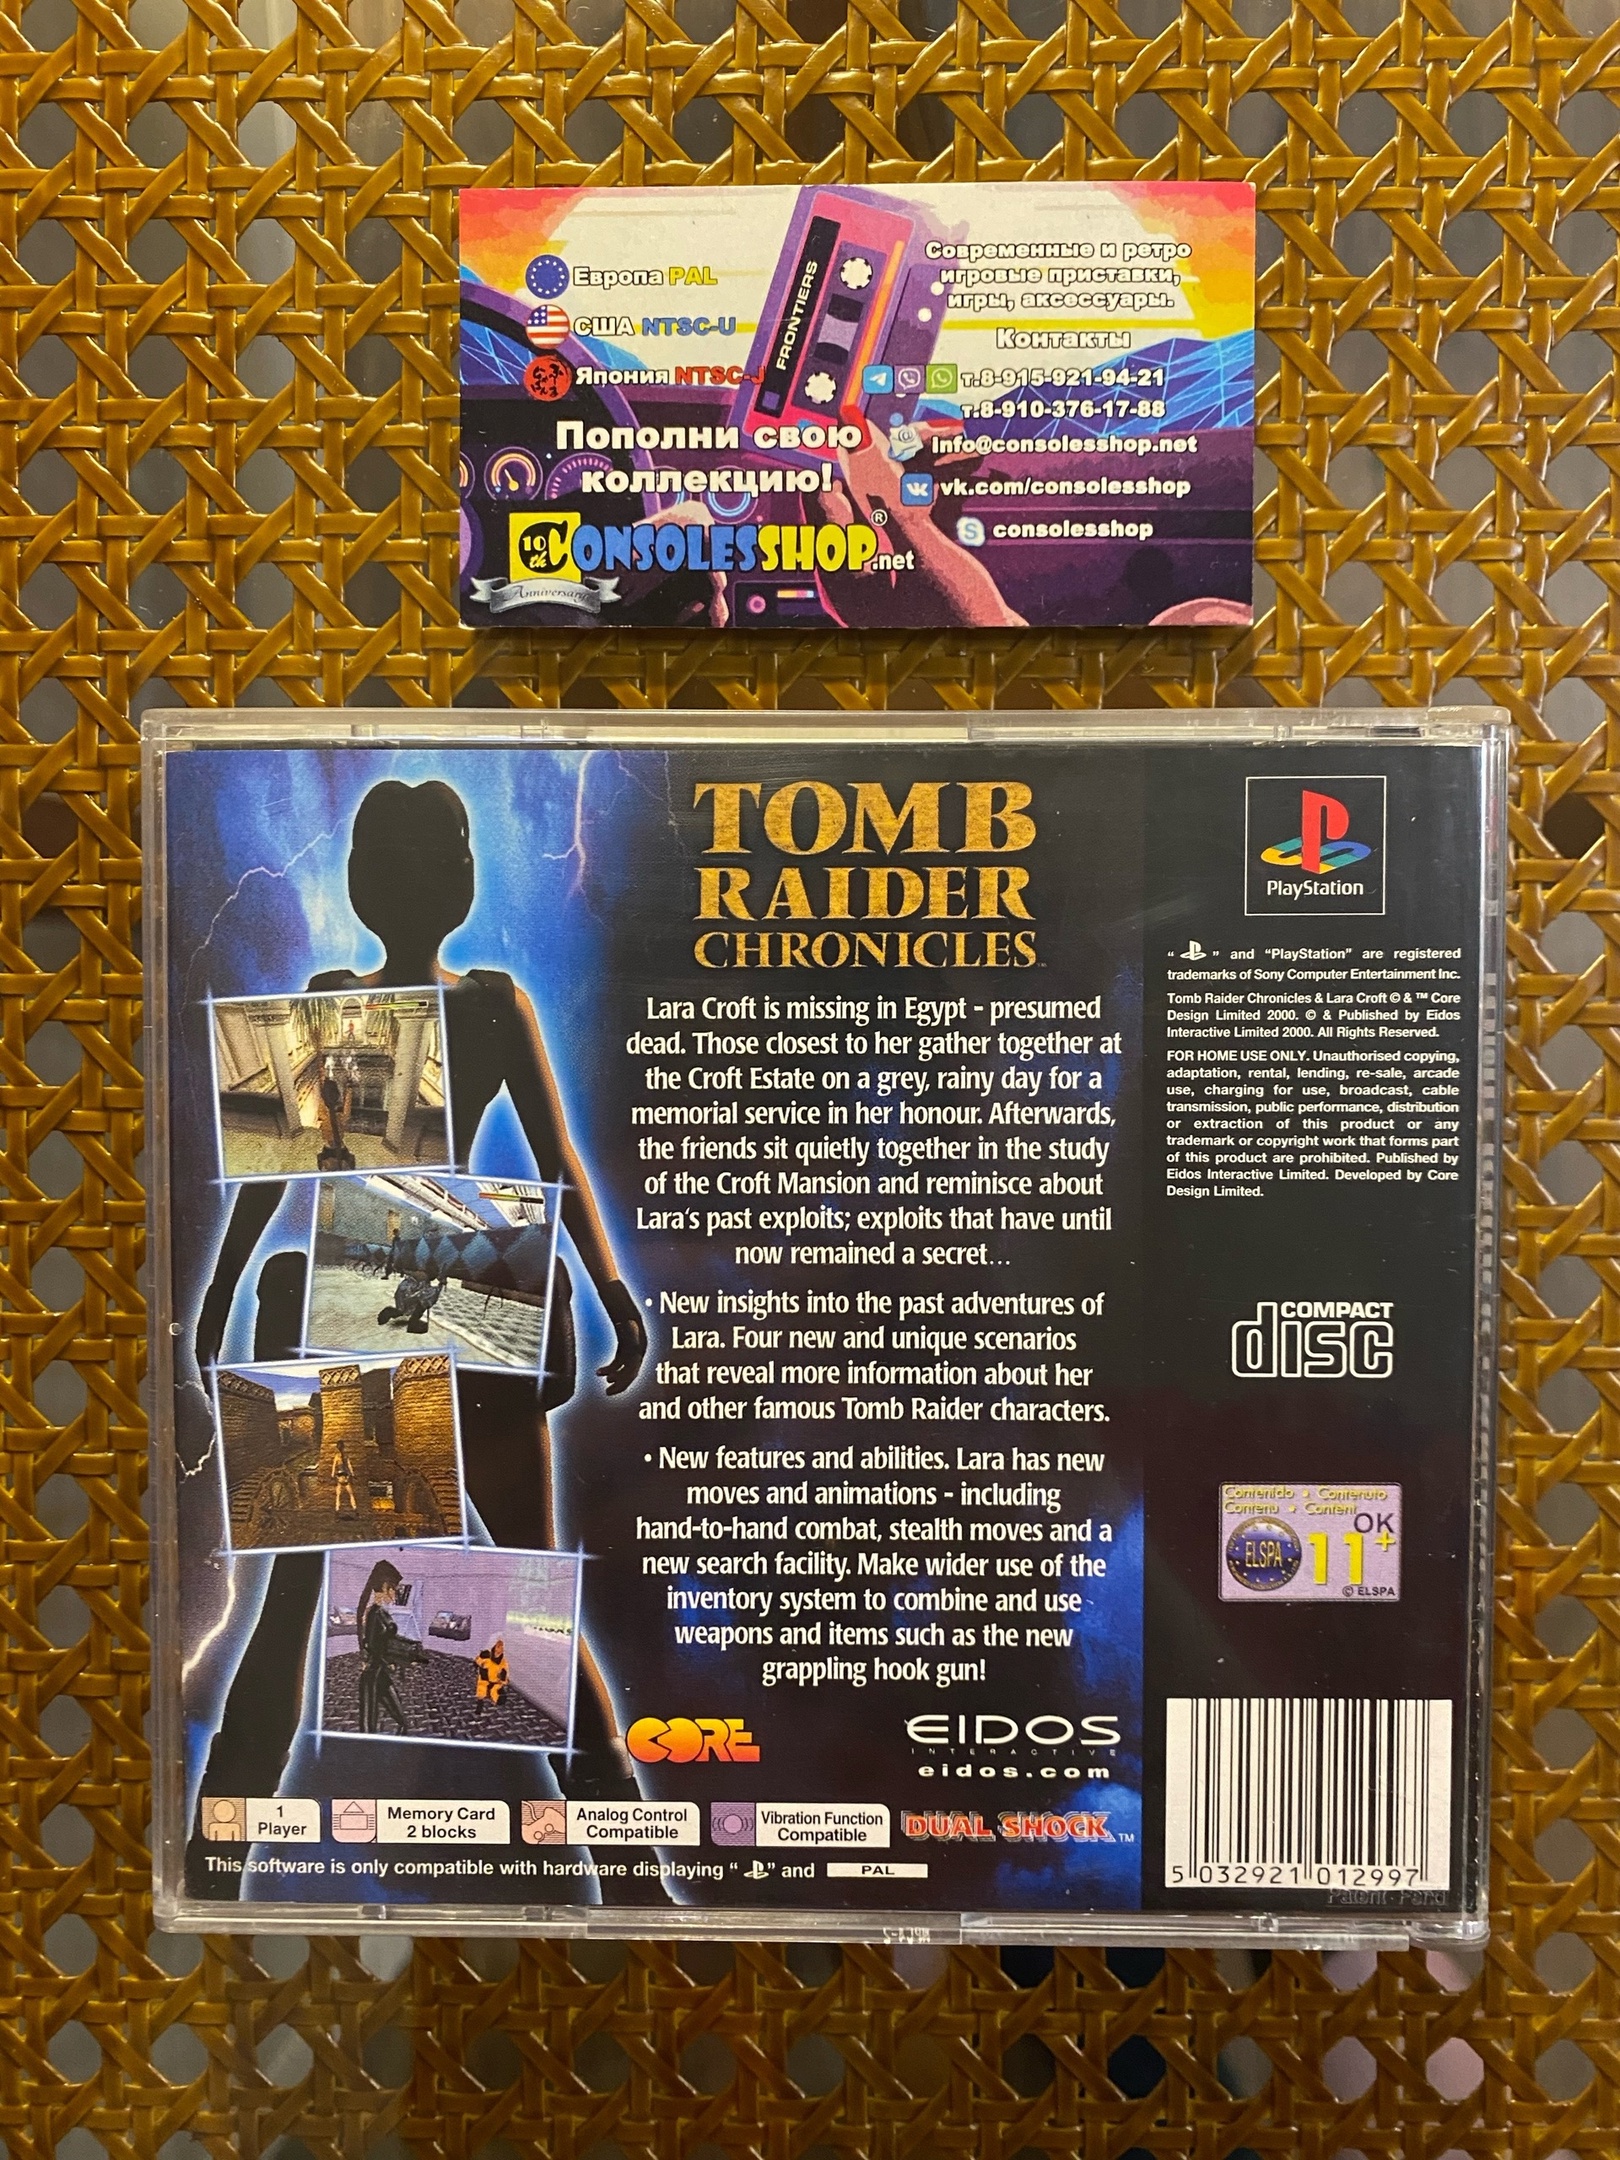 Европа PAL
США NTSC-U
Япония NTSC-J
Пополни свою
коллекцию!
10th CONSOLESSHOP.net ®
Anniversary
FRONTIERS
Современные и ретро
игровые приставки,
игры, аксессуары.
Контакты
т.8-915-921-94-21
т.8-910-376-17-88
info@consolesshop.net
vk.com/consolesshop
consolesshop
TOMB
RAIDER
CHRONICLES
Lara Croft is missing in Egypt - presumed
dead. Those closest to her gather together at
the Croft Estate on a grey, rainy day for a
memorial service in her honour. Afterwards,
the friends sit quietly together in the study
of the Croft Mansion and reminisce about
Lara's past exploits; exploits that have until
now remained a secret...
• New insights into the past adventures of
Lara. Four new and unique scenarios
that reveal more information about her
and other famous Tomb Raider characters.
• New features and abilities. Lara has new
moves and animations - including
hand-to-hand combat, stealth moves and a
new search facility. Make wider use of the
inventory system to combine and use
weapons and items such as the new
grappling hook gun!
CORE
EIDOS
INTERACTIVE
eidos.com
1
Player
Memory Card
2 blocks
Analog Control
Compatible
Vibration Function
Compatible
DUAL SHOCK™
This software is only compatible with hardware displaying “ ” and PAL
PlayStation
“ ” and “PlayStation” are registered
trademarks of Sony Computer Entertainment Inc.
Tomb Raider Chronicles & Lara Croft © & ™ Core
Design Limited 2000. © & Published by Eidos
Interactive Limited 2000. All Rights Reserved.
FOR HOME USE ONLY. Unauthorised copying,
adaptation, rental, lending, re-sale, arcade
use, charging for use, broadcast, cable
transmission, public performance, distribution
or extraction of this product or any
trademark or copyright work that forms part
of this product are prohibited. Published by
Eidos Interactive Limited. Developed by Core
Design Limited.
COMPACT
disc
Contenido • Contenuto
Contenu • Content
OK
ELSPA 11+
© ELSPA
5 032921 012997